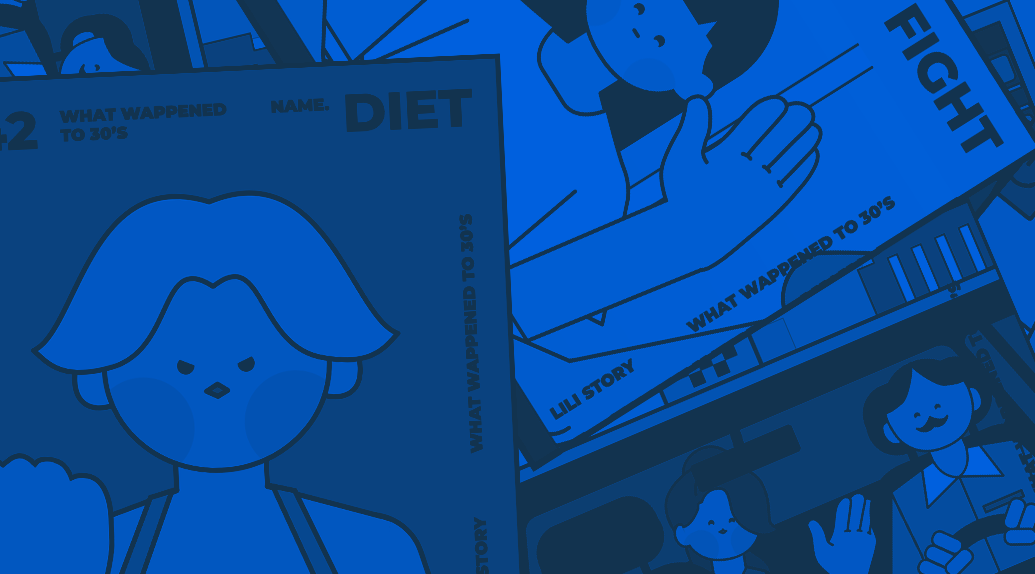 42
WHAT WAPPENED
TO 30'S
NAME.
DIET
WHAT WAPPENED TO 30'S
STORY
FIGHT
WHAT WAPPENED TO 30'S
LILI STORY